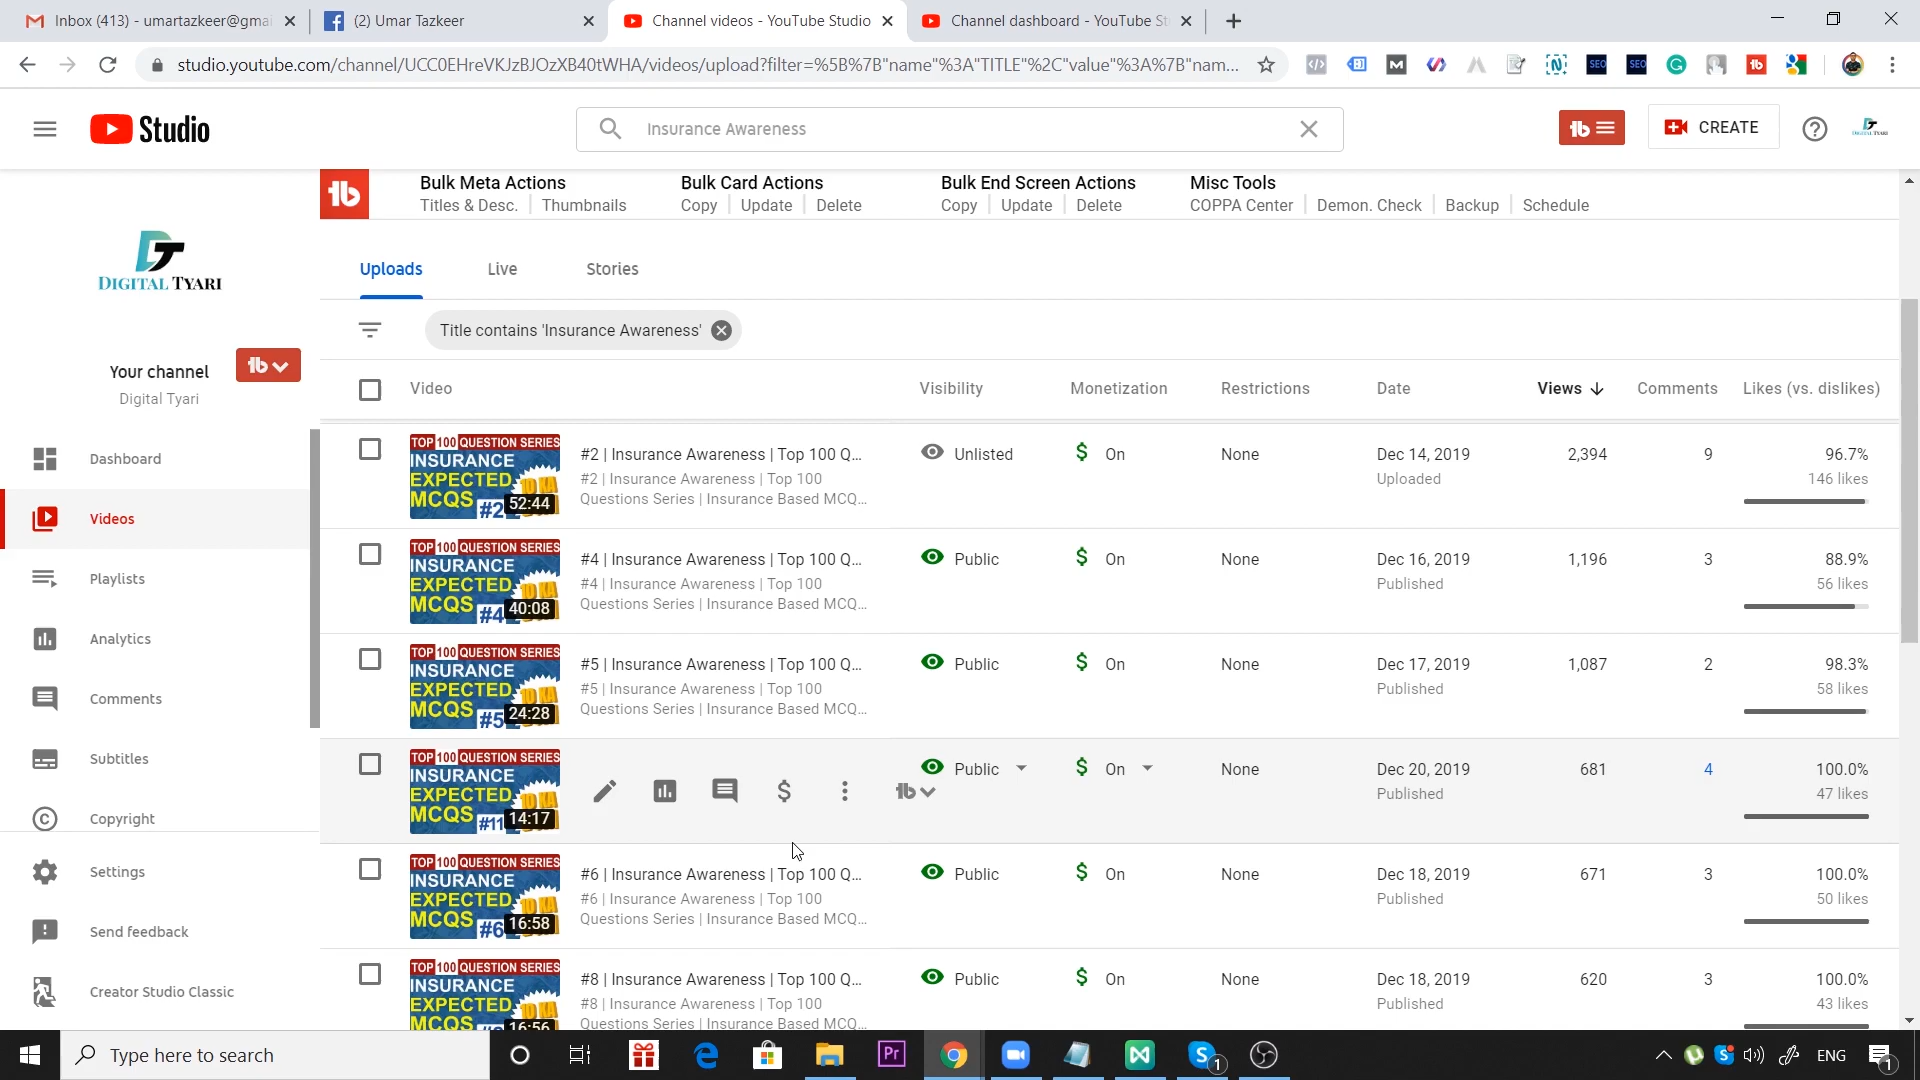 Inbox (413) - umartazkeer@gmai
(2) Umar Tazkeer
Channel videos - YouTube Studio
Channel dashboard - YouTube St
studio.youtube.com/channel/UCC0EHreVKJzBJOzXB40tWHA/videos/upload?filter=%5B%7B"name"%3A"TITLE"%2C"value"%3A%7B"nam...
Studio
Insurance Awareness
CREATE
Bulk Meta Actions
Titles & Desc.
Thumbnails
Bulk Card Actions
Copy
Update
Delete
Bulk End Screen Actions
Copy
Update
Delete
Misc Tools
COPPA Center
Demon. Check
Backup
Schedule
DIGITAL TYARI
Your channel
Digital Tyari
Dashboard
Videos
Playlists
Analytics
Comments
Subtitles
Copyright
Settings
Send feedback
Creator Studio Classic
Uploads
Live
Stories
Title contains 'Insurance Awareness'
Video
Visibility
Monetization
Restrictions
Date
Views
Comments
Likes (vs. dislikes)
TOP 100 QUESTION SERIES
INSURANCE
EXPECTED
MCQS #2
52:44
#2 | Insurance Awareness | Top 100 Q...
#2 | Insurance Awareness | Top 100
Questions Series | Insurance Based MCQ...
Unlisted
On
None
Dec 14, 2019
Uploaded
2,394
9
96.7%
146 likes
TOP 100 QUESTION SERIES
INSURANCE
EXPECTED
MCQS #4
40:08
#4 | Insurance Awareness | Top 100 Q...
#4 | Insurance Awareness | Top 100
Questions Series | Insurance Based MCQ...
Public
On
None
Dec 16, 2019
Published
1,196
3
88.9%
56 likes
TOP 100 QUESTION SERIES
INSURANCE
EXPECTED
MCQS #5
24:28
#5 | Insurance Awareness | Top 100 Q...
#5 | Insurance Awareness | Top 100
Questions Series | Insurance Based MCQ...
Public
On
None
Dec 17, 2019
Published
1,087
2
98.3%
58 likes
TOP 100 QUESTION SERIES
INSURANCE
EXPECTED
MCQS #11
14:17
Public
On
None
Dec 20, 2019
Published
681
4
100.0%
47 likes
TOP 100 QUESTION SERIES
INSURANCE
EXPECTED
MCQS #6
16:58
#6 | Insurance Awareness | Top 100 Q...
#6 | Insurance Awareness | Top 100
Questions Series | Insurance Based MCQ...
Public
On
None
Dec 18, 2019
Published
671
3
100.0%
50 likes
TOP 100 QUESTION SERIES
INSURANCE
EXPECTED
MCQS
16:56
#8 | Insurance Awareness | Top 100 Q...
#8 | Insurance Awareness | Top 100
Questions Series | Insurance Based MCQ...
Public
On
None
Dec 18, 2019
Published
620
3
100.0%
43 likes
Type here to search
Pr
ENG